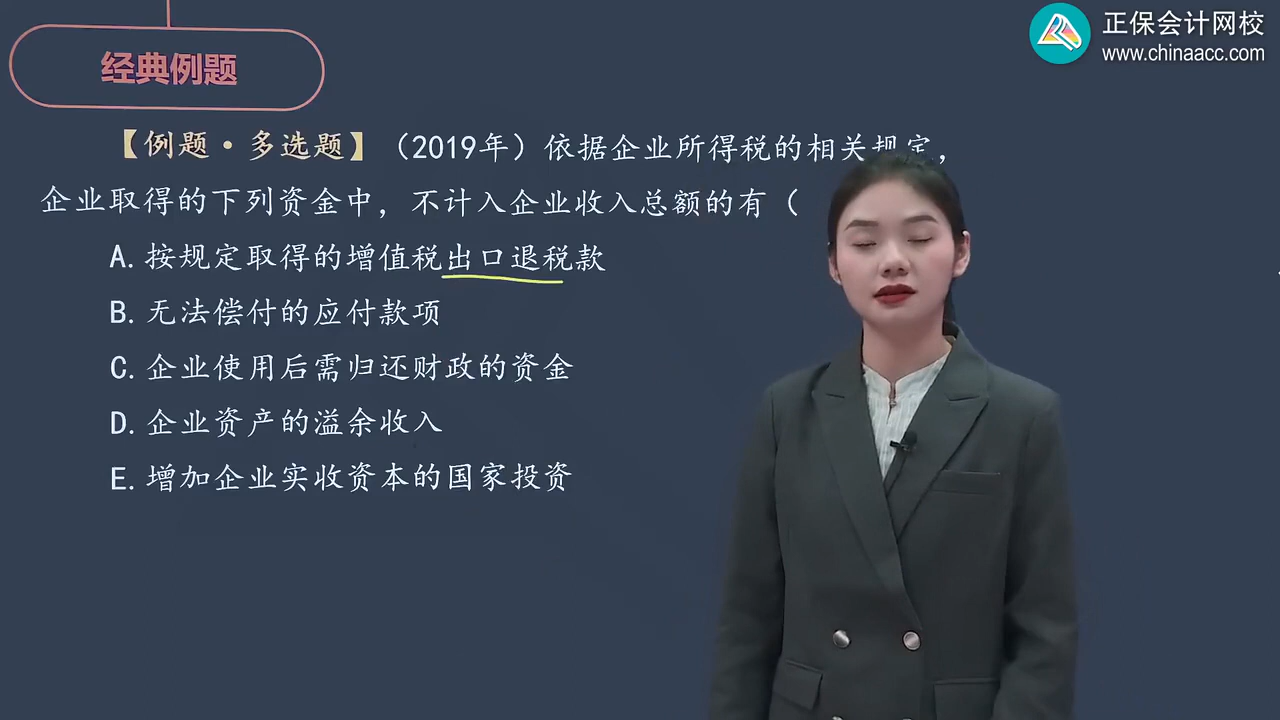 经典例题
正保会计网校
www.chinaacc.com
【例题·多选题】（2019年）依据企业所得税的相关规定，
企业取得的下列资金中，不计入企业收入总额的有（
A. 按规定取得的增值税出口退税款
B. 无法偿付的应付款项
C. 企业使用后需归还财政的资金
D. 企业资产的溢余收入
E. 增加企业实收资本的国家投资